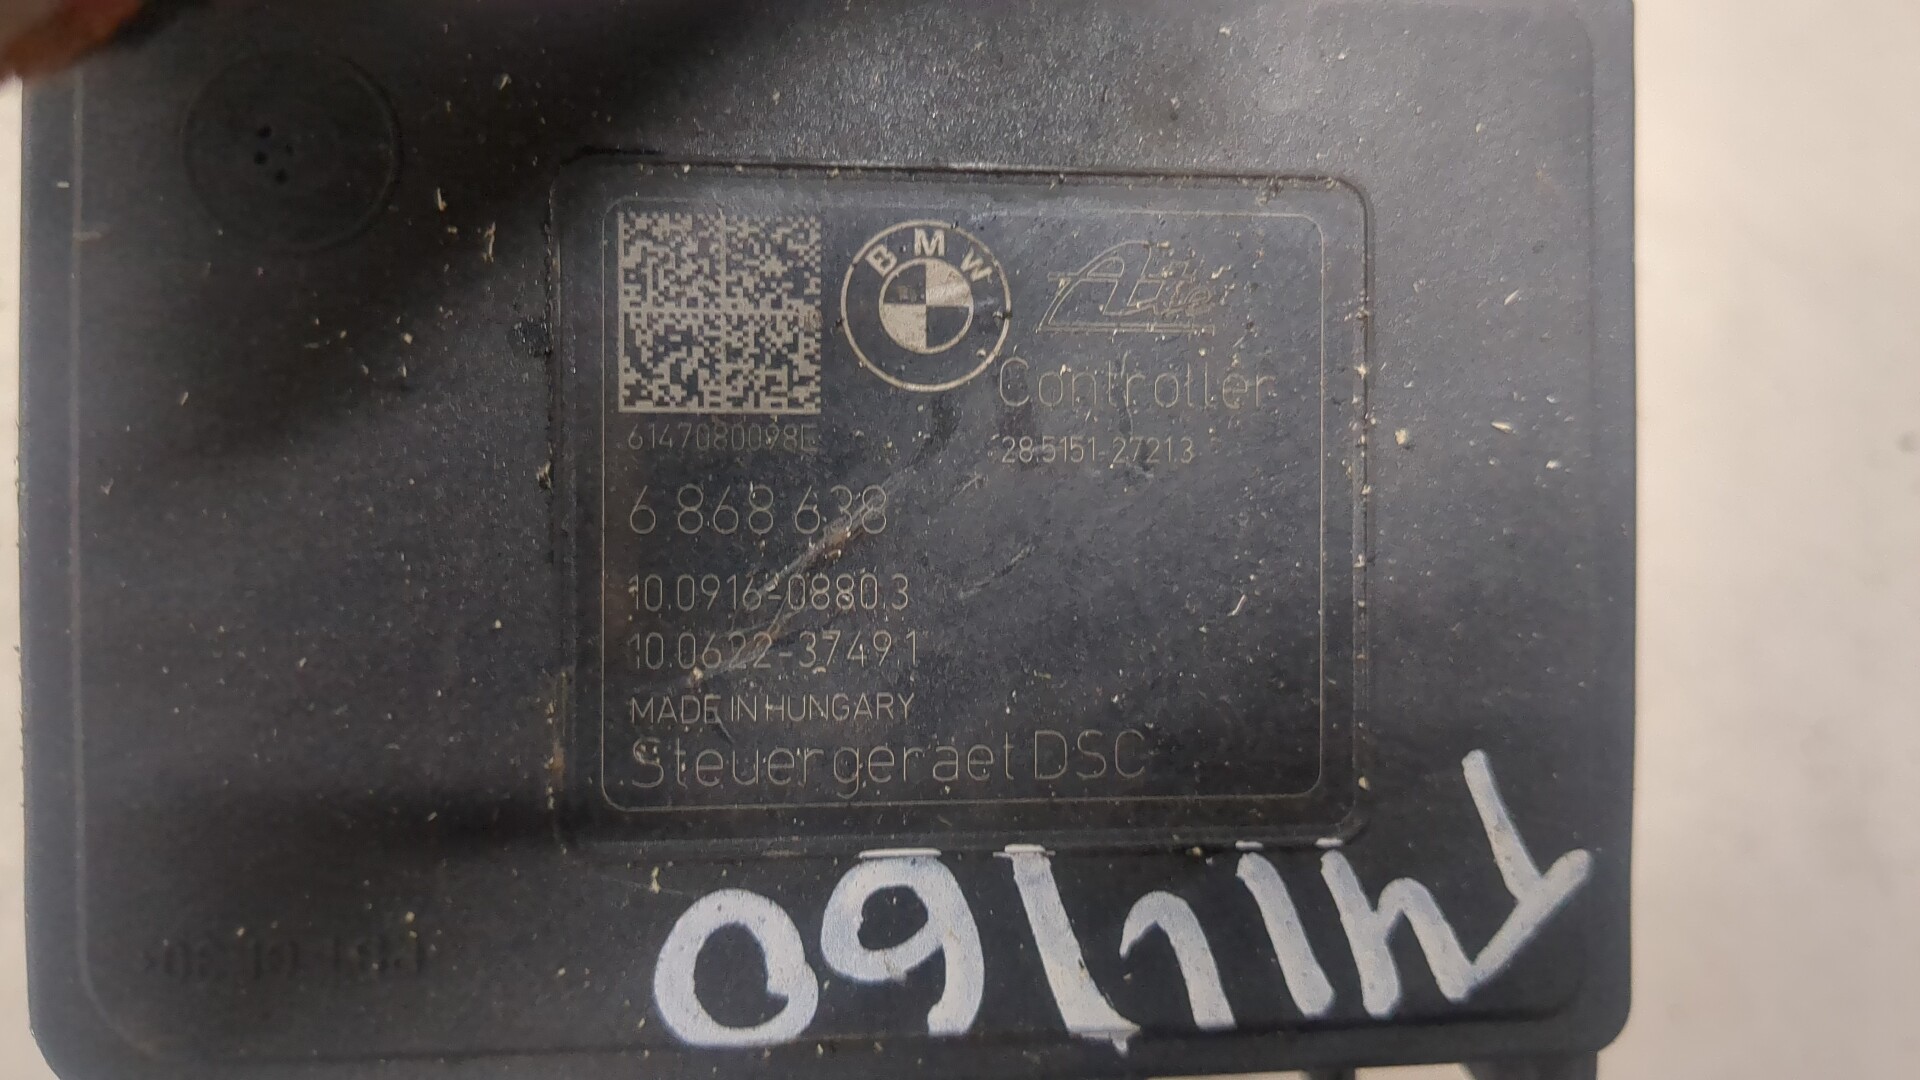 BMW
Ate
Controller
6147080098E
28.5151-2721.3
6 868 638
10.0916-0880.3
10.0622-3749.1
MADE IN HUNGARY
Steuergeraet DSC